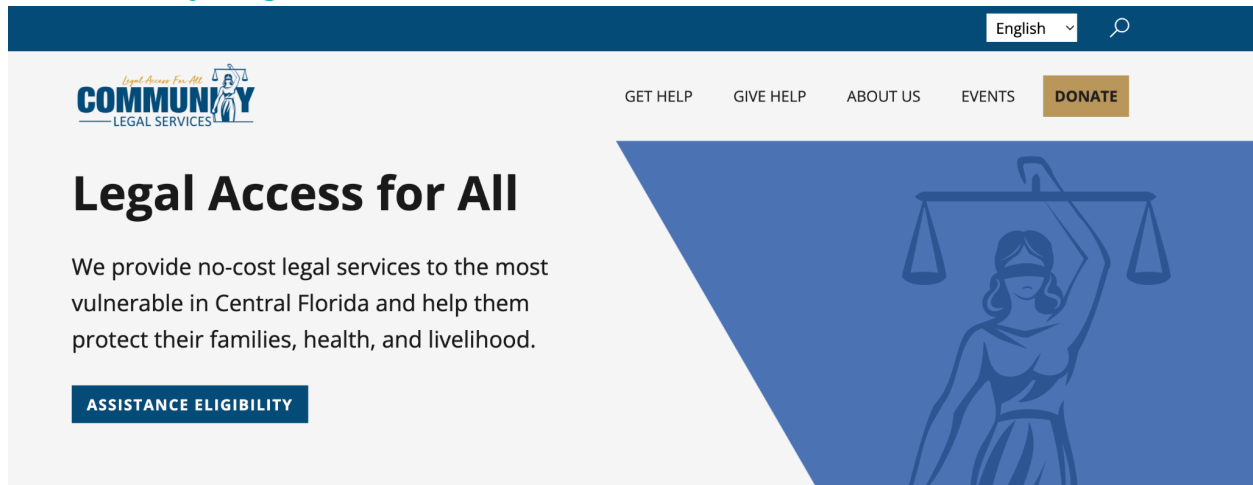 English
Legal Access For All
COMMUNITY
LEGAL SERVICES
GET HELP GIVE HELP ABOUT US EVENTS DONATE
Legal Access for All
We provide no-cost legal services to the most
vulnerable in Central Florida and help them
protect their families, health, and livelihood.
ASSISTANCE ELIGIBILITY